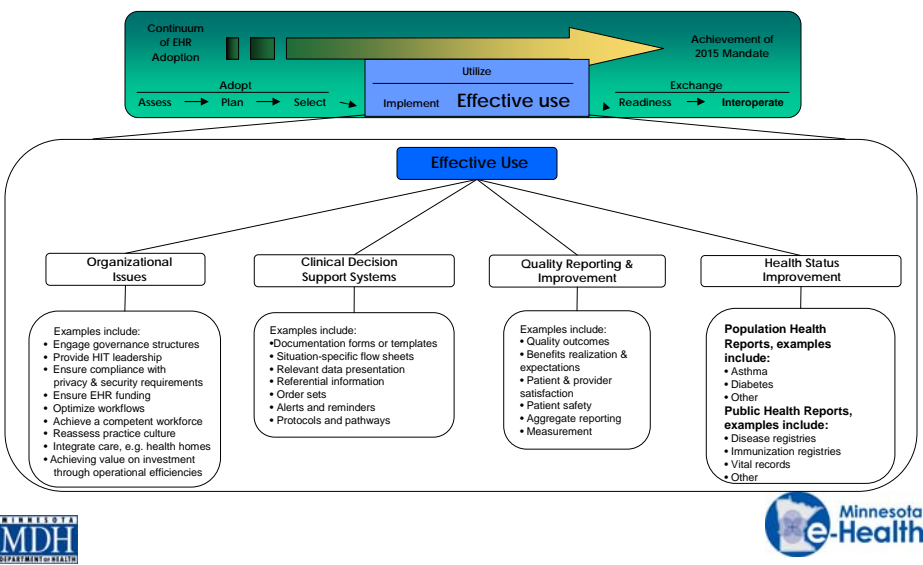 Continuum
of EHR
Adoption
Achievement of
2015 Mandate
Adopt
Assess
Plan
Select
Utilize
Implement
Effective use
Exchange
Readiness
Interoperate
Effective Use
Organizational
Issues
Examples include:
• Engage governance structures
• Provide HIT leadership
• Ensure compliance with
privacy & security requirements
• Ensure EHR funding
• Optimize workflows
• Achieve a competent workforce
• Reassess practice culture
• Integrate care, e.g. health homes
• Achieving value on investment
through operational efficiencies
Clinical Decision
Support Systems
Examples include:
•Documentation forms or templates
• Situation-specific flow sheets
• Relevant data presentation
• Referential information
• Order sets
• Alerts and reminders
• Protocols and pathways
Quality Reporting &
Improvement
Examples include:
• Quality outcomes
• Benefits realization &
expectations
• Patient & provider
satisfaction
• Patient safety
• Aggregate reporting
• Measurement
Health Status
Improvement
Population Health
Reports, examples
include:
• Asthma
• Diabetes
• Other
Public Health Reports,
examples include:
• Disease registries
• Immunization registries
• Vital records
• Other
MINNESOTA
MDH
DEPARTMENT OF HEALTH
Minnesota
e-Health